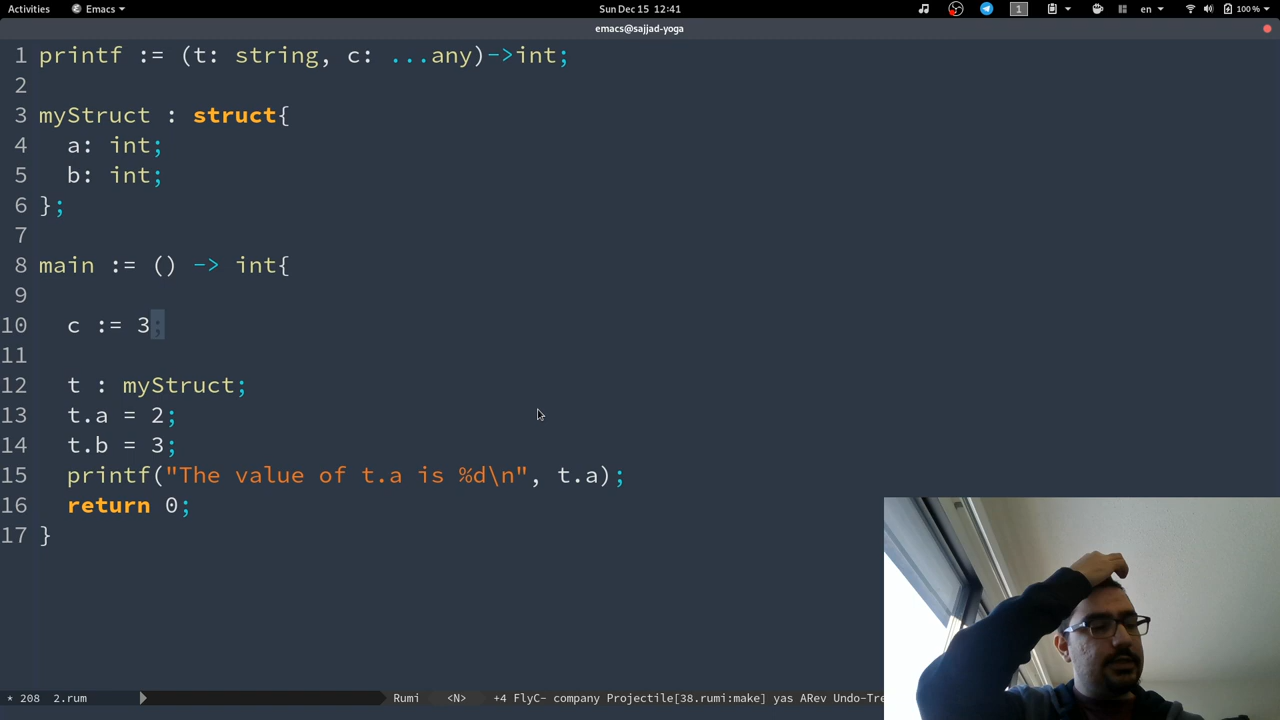 Activities Emacs Sun Dec 15 12:41 1 en 100 %
emacs@sajjad-yoga
1 printf := (t: string, c: ...any)->int;
2
3 myStruct : struct{
4   a: int;
5   b: int;
6 };
7
8 main := () -> int{
9
10   c := 3;
11
12   t : myStruct;
13   t.a = 2;
14   t.b = 3;
15   printf("The value of t.a is %d\n", t.a);
16   return 0;
17 }
* 208 2.rum Rumi <N> +4 FlyC- company Projectile[38.rumi:make] yas ARev Undo-Tre